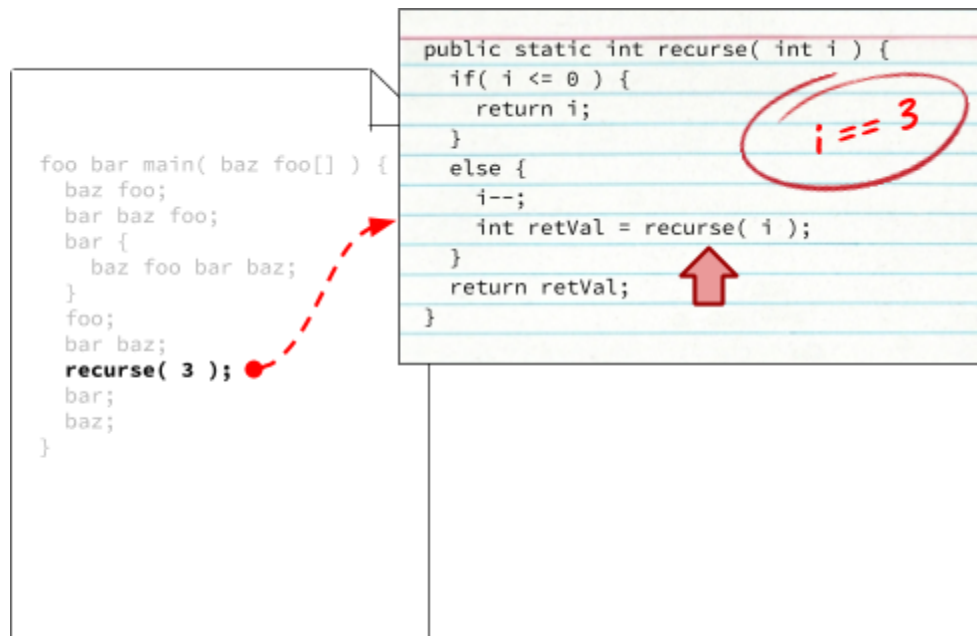 foo bar main( baz foo[] ) {
baz foo;
bar baz foo;
bar {
baz foo bar baz;
}
foo;
bar baz;
recurse( 3 );
bar;
baz;
}
public static int recurse( int i ) {
if( i <= 0 ) {
return i;
}
else {
i--;
int retVal = recurse( i );
}
return retVal;
}
i == 3